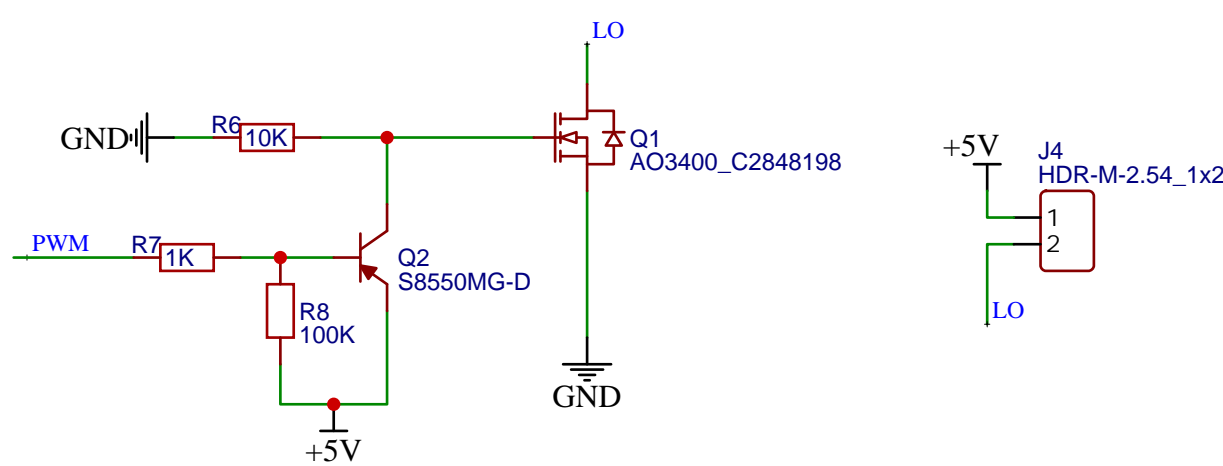 LO
GND
R6
10K
Q1
AO3400_C2848198
+5V
J4
HDR-M-2.54_1x2
1
2
PWM
R7
1K
Q2
S8550MG-D
R8
100K
LO
GND
+5V